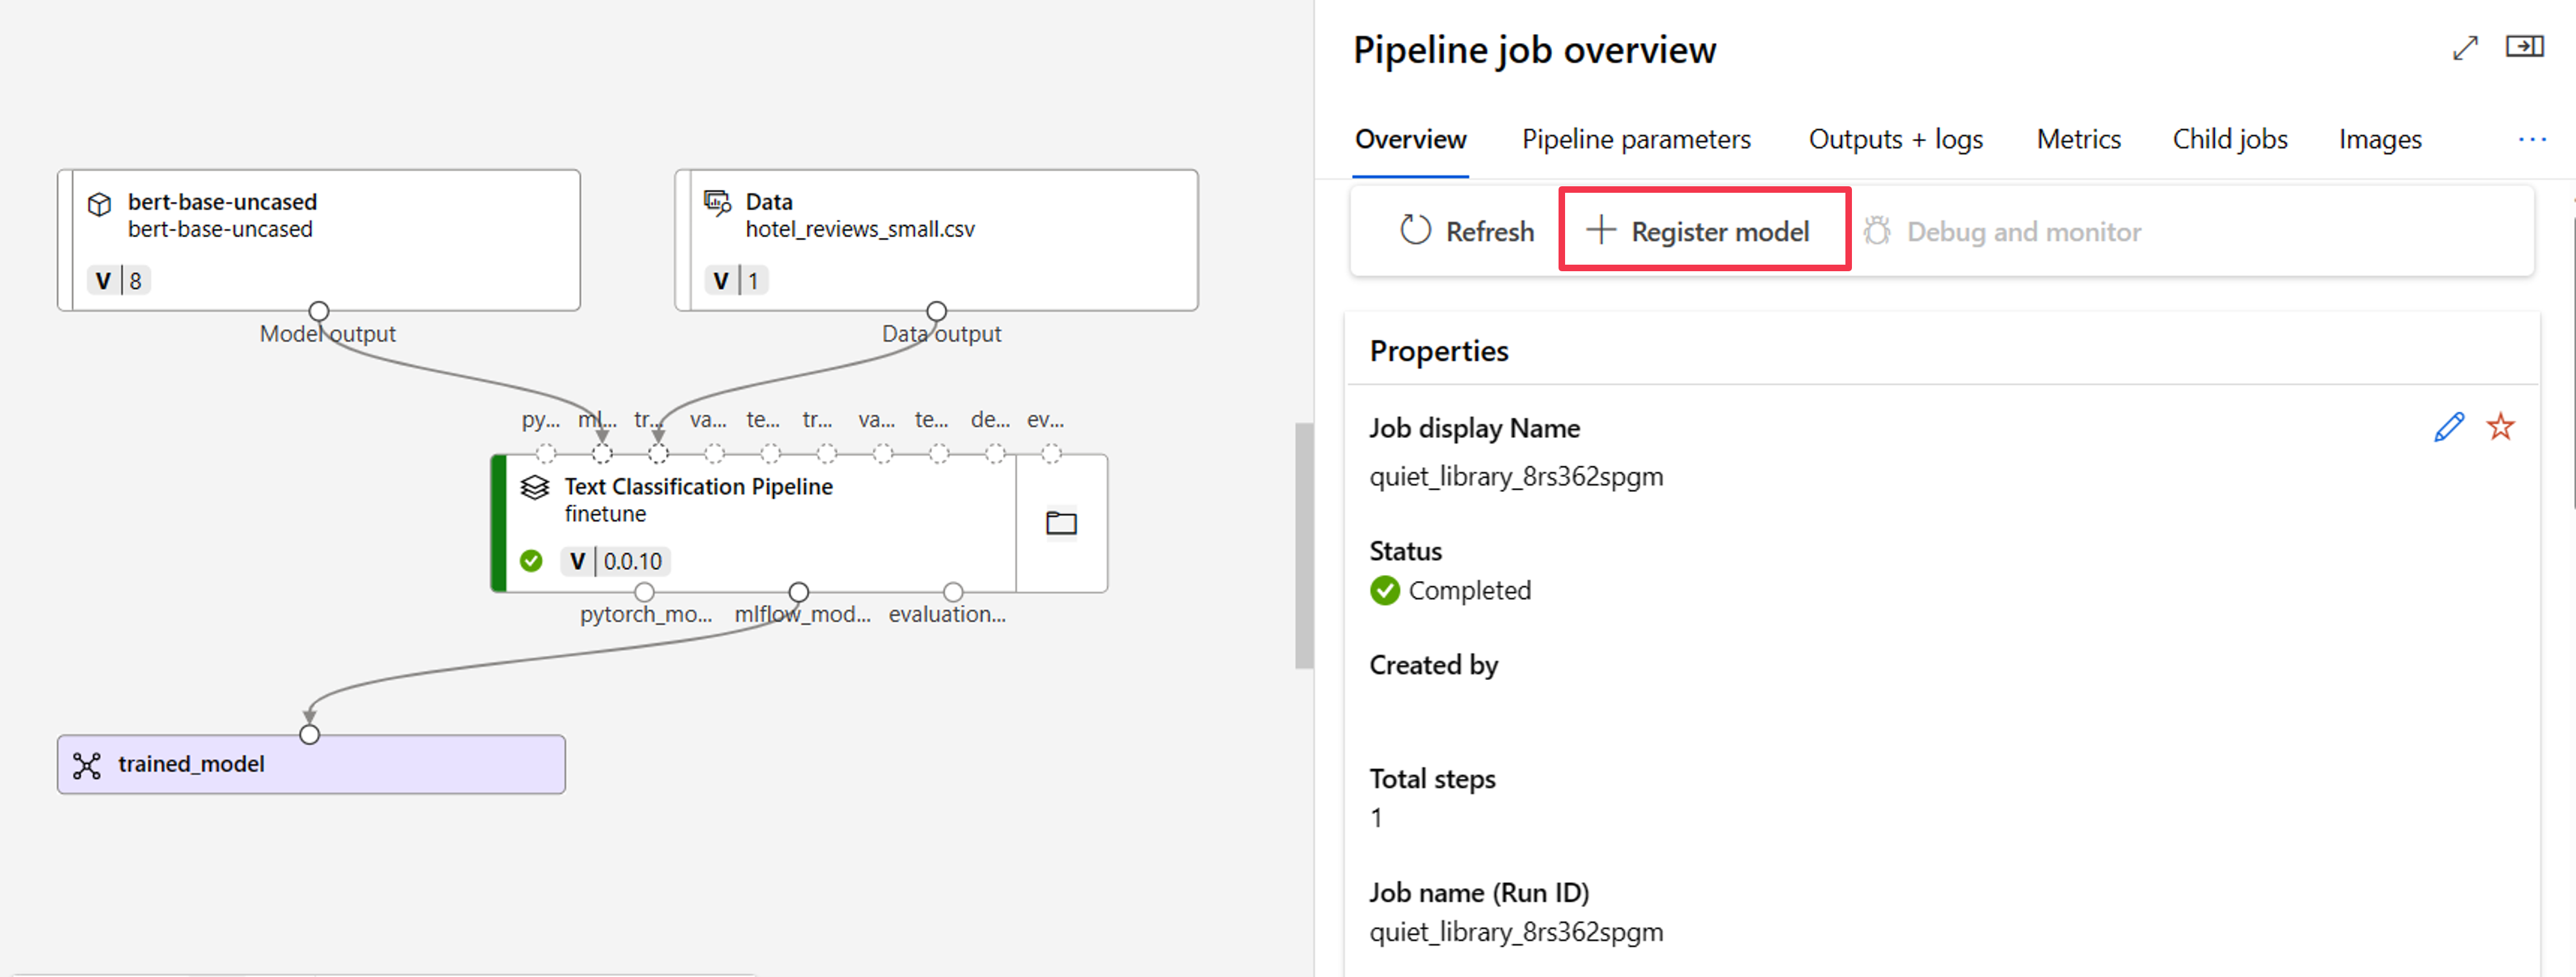 bert-base-uncased
bert-base-uncased
V 8
Model output
Data
hotel_reviews_small.csv
V 1
Data output
py... ml... tr... va... te... tr... va... te... de... ev...
Text Classification Pipeline
finetune
V 0.0.10
pytorch_mo... mlflow_mod... evaluation...
trained_model
Pipeline job overview
Overview Pipeline parameters Outputs + logs Metrics Child jobs Images ...
Refresh Register model Debug and monitor
Properties
Job display Name
quiet_library_8rs362spgm
Status
Completed
Created by
Total steps
1
Job name (Run ID)
quiet_library_8rs362spgm